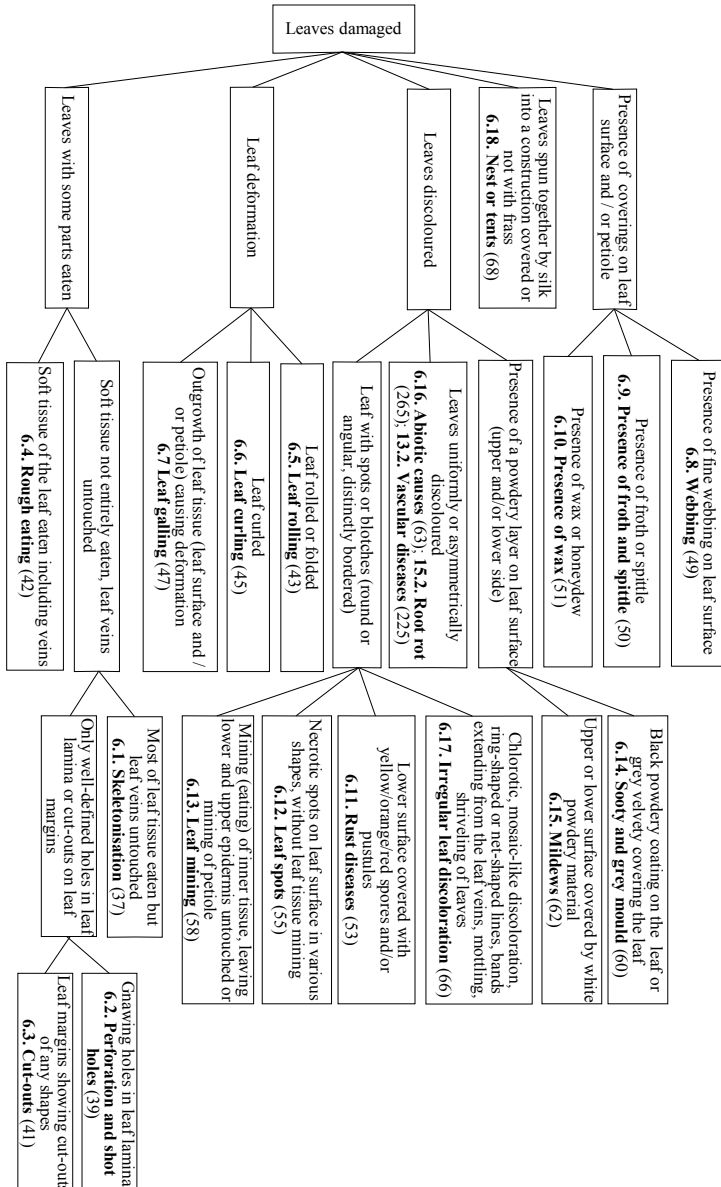 Leaves damaged
Presence of coverings on leaf
surface and / or petiole
Leaves spun together by silk
into a construction covered or
not with frass
6.18. Nest or tents (68)
Leaves discoloured
Leaf deformation
Leaves with some parts eaten
Presence of fine webbing on leaf surface
6.8. Webbing (49)
Presence of froth or spittle
6.9. Presence of froth and spittle (50)
Presence of wax or honeydew
6.10. Presence of wax (51)
Presence of a powdery layer on leaf surface
(upper and/or lower side)
Leaves uniformly or asymmetrically
discoloured
6.16. Abiotic causes (63); 15.2. Root rot
(265); 13.2. Vascular diseases (225)
Leaf with spots or blotches (round or
angular, distinctly bordered)
Leaf rolled or folded
6.5. Leaf rolling (43)
Leaf curled
6.6. Leaf curling (45)
Outgrowth of leaf tissue (leaf surface and /
or petiole) causing deformation
6.7 Leaf galling (47)
Soft tissue not entirely eaten, leaf veins
untouched
Soft tissue of the leaf eaten including veins
6.4. Rough eating (42)
Black powdery coating on the leaf or
grey velvety covering the leaf
6.14. Sooty and grey mould (60)
Upper or lower surface covered by white
powdery material
6.15. Mildews (62)
Chlorotic, mosaic-like discoloration,
ring-shaped or net-shaped lines, bands
extending from the leaf veins, mottling,
shriveling of leaves
6.17. Irregular leaf discoloration (66)
Lower surface covered with
yellow/orange/red spores and/or
pustules
6.11. Rust diseases (53)
Necrotic spots on leaf surface in various
shapes, without leaf tissue mining
6.12. Leaf spots (55)
Mining (eating) of inner tissue, leaving
lower and upper epidermis untouched or
mining of petiole
6.13. Leaf mining (58)
Most of leaf tissue eaten but
leaf veins untouched
6.1. Skeletonisation (37)
Only well-defined holes in leaf
lamina or cut-outs on leaf
margins
Gnawing holes in leaf lamina
6.2. Perforation and shot
holes (39)
Leaf margins showing cut-outs
of any shapes
6.3. Cut-outs (41)